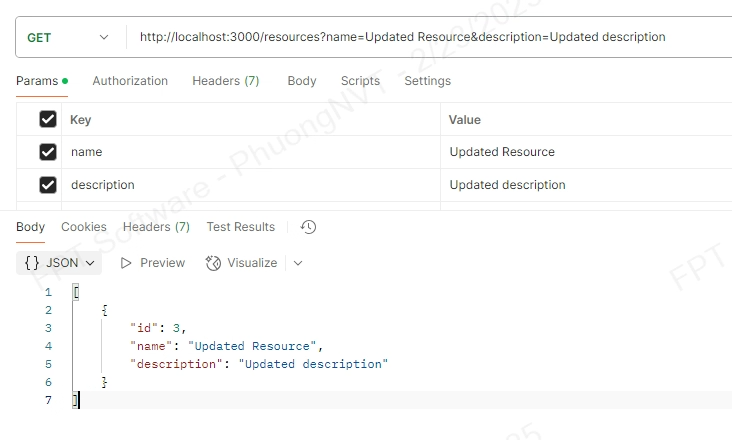 GET http://localhost:3000/resources?name=Updated Resource&description=Updated description
Params Authorization Headers (7) Body Scripts Settings
Key Value
name Updated Resource
description Updated description
Body Cookies Headers (7) Test Results
{} JSON Preview Visualize
1 [
2 {
3 "id": 3,
4 "name": "Updated Resource",
5 "description": "Updated description"
6 }
7 ]
FPT Software - PhuongNVT - 2/28/2025
FPT
25